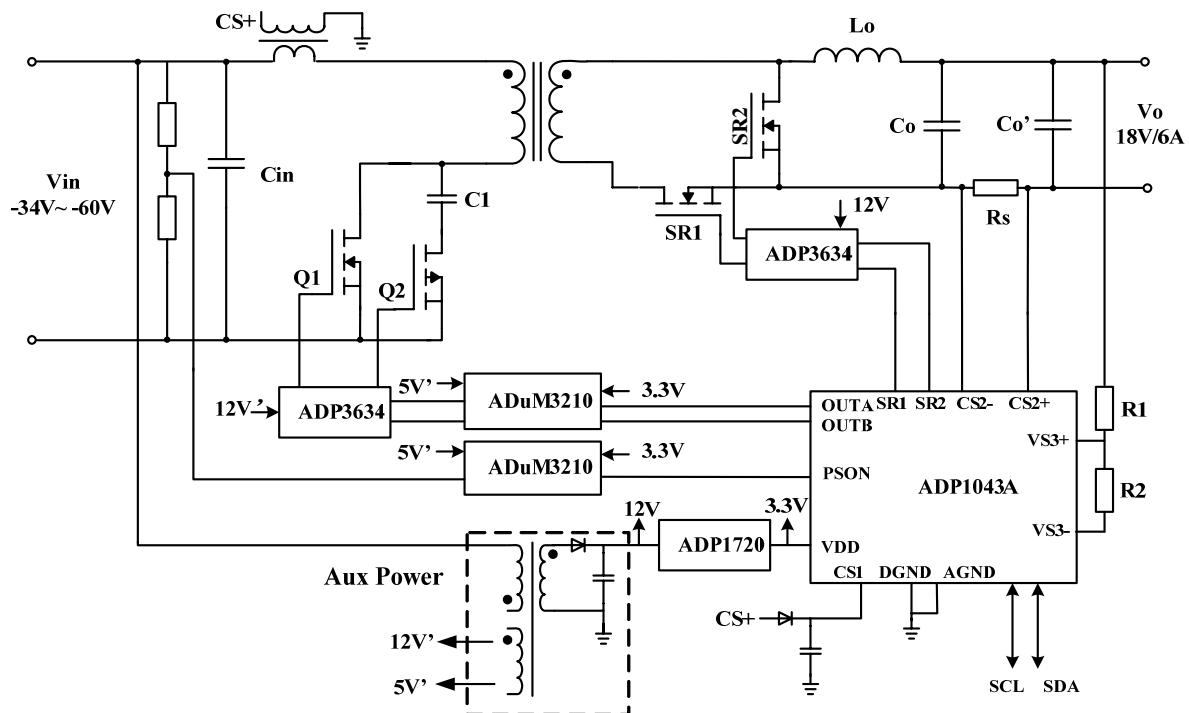 CS+
Lo
SR2
Co
Co'
Vo
18V/6A
Vin
-34V~ -60V
Cin
C1
Q1
Q2
SR1
12V
ADP3634
Rs
12V'
ADP3634
5V'
ADuM3210
3.3V
5V'
ADuM3210
3.3V
OUTA
OUTB
SR1
SR2
CS2-
CS2+
PSON
VS3+
R1
ADP1043A
R2
VS3-
12V
ADP1720
3.3V
VDD
CS1
DGND
AGND
Aux Power
CS+
12V'
5V'
SCL
SDA